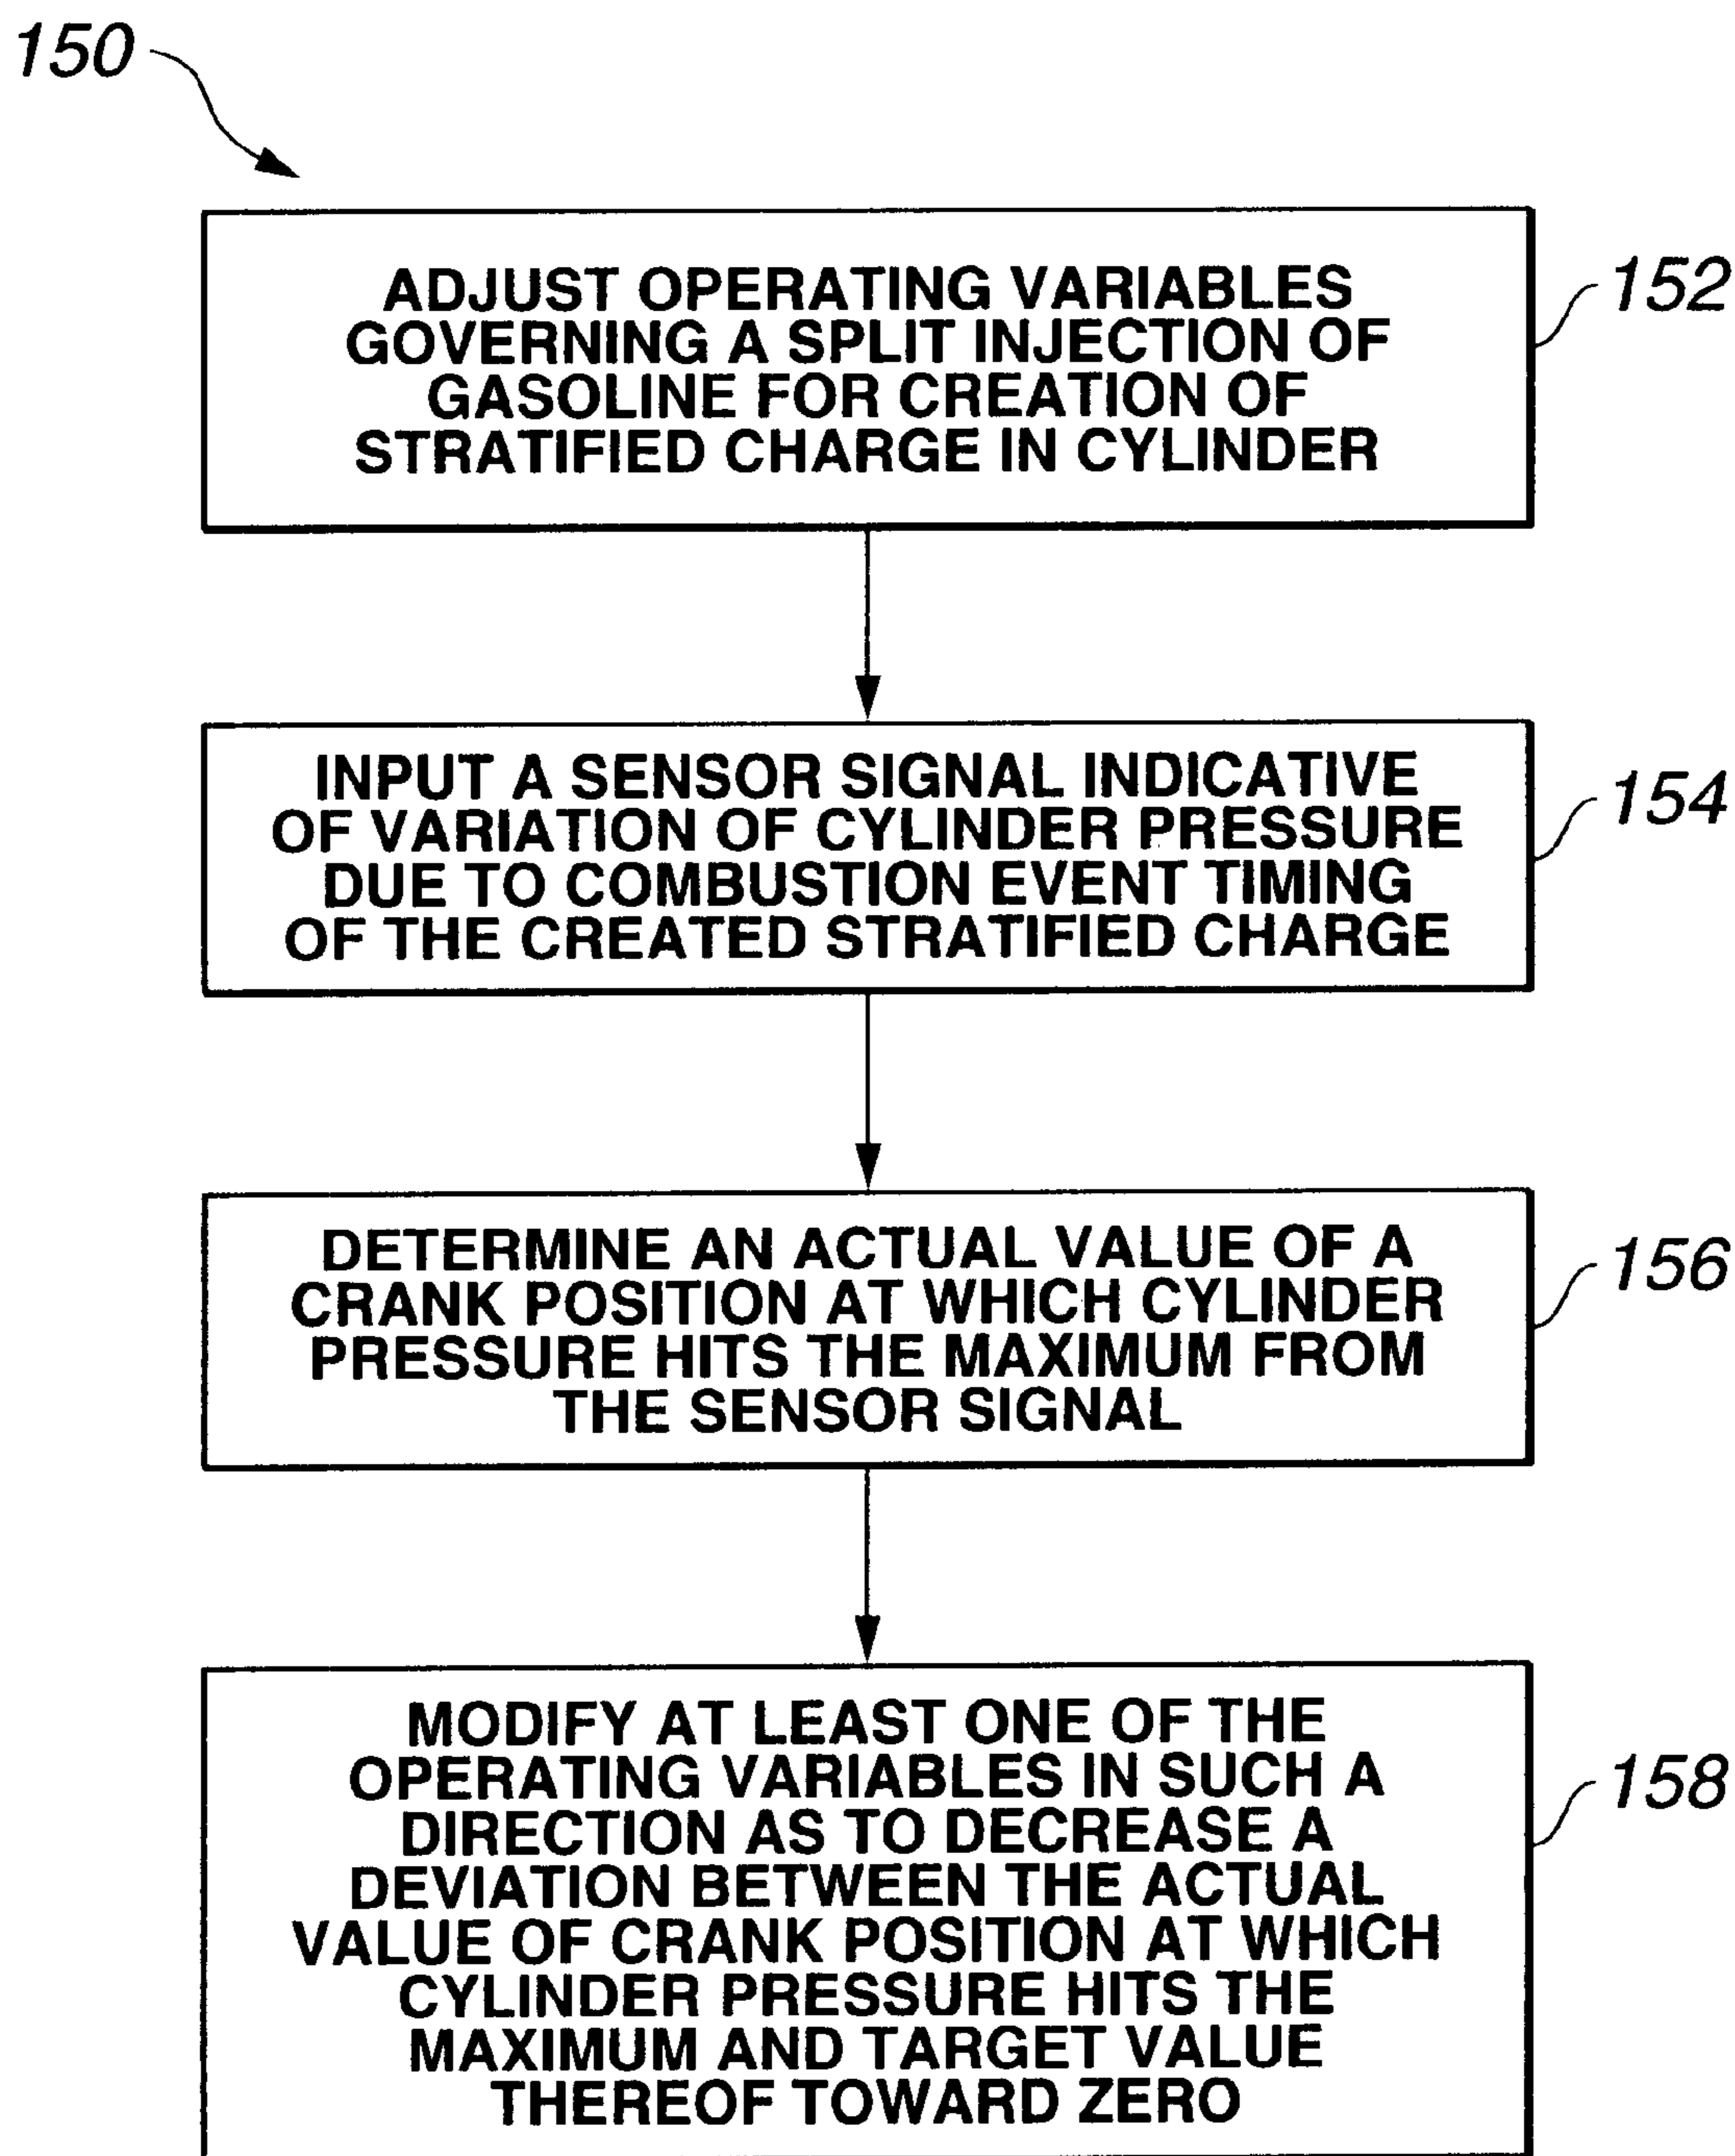 150
ADJUST OPERATING VARIABLES
GOVERNING A SPLIT INJECTION OF
GASOLINE FOR CREATION OF
STRATIFIED CHARGE IN CYLINDER
152
INPUT A SENSOR SIGNAL INDICATIVE
OF VARIATION OF CYLINDER PRESSURE
DUE TO COMBUSTION EVENT TIMING
OF THE CREATED STRATIFIED CHARGE
154
DETERMINE AN ACTUAL VALUE OF A
CRANK POSITION AT WHICH CYLINDER
PRESSURE HITS THE MAXIMUM FROM
THE SENSOR SIGNAL
156
MODIFY AT LEAST ONE OF THE
OPERATING VARIABLES IN SUCH A
DIRECTION AS TO DECREASE A
DEVIATION BETWEEN THE ACTUAL
VALUE OF CRANK POSITION AT WHICH
CYLINDER PRESSURE HITS THE
MAXIMUM AND TARGET VALUE
THEREOF TOWARD ZERO
158